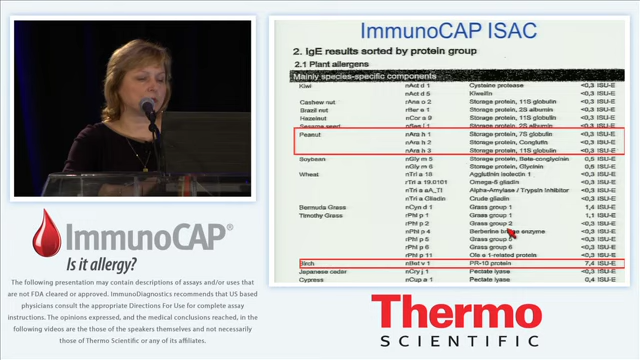 ImmunoCAP ISAC
2. IgE results sorted by protein group
2.1 Plant allergens
Mainly species-specific components
Kiwi nAct d 1 Cysteine protease <0,3 ISU-E
nAct d 5 Kiwellin <0,3 ISU-E
Cashew nut rAna o 2 Storage protein, 11S globulin <0,3 ISU-E
Brazil nut rBer e 1 Storage protein, 2S albumin <0,3 ISU-E
Hazelnut nCor a 9 Storage protein, 11S globulin <0,3 ISU-E
Sesame seed nSes i 1 Storage protein, 2S albumin <0,3 ISU-E
Peanut nAra h 1 Storage protein, 7S globulin <0,3 ISU-E
nAra h 2 Storage protein, Conglutin <0,3 ISU-E
nAra h 3 Storage protein, 11S globulin <0,3 ISU-E
Soybean nGly m 5 Storage protein, Beta-conglycinin ISU-E
nGly m 6 Storage protein, Glycinin ISU-E
Wheat nTri a 18 Agglutinin isolectin 1 <0,3 ISU-E
rTri a 19.0101 Omega-5 gliadin <0,3 ISU-E
nTri a aA_TI Alpha-Amylase / Trypsin Inhibitor <0,3 ISU-E
nTri a Gliadin Crude gliadin <0,3 ISU-E
Bermuda Grass nCyn d 1 Grass group 1 1,4 ISU-E
Timothy Grass rPhl p 1 Grass group 1 1,1 ISU-E
rPhl p 2 Grass group 2 <0,3 ISU-E
nPhl p 4 Berberine bridge enzyme <0,3 ISU-E
rPhl p 5 Grass group 5 <0,3 ISU-E
rPhl p 6 Grass group 6 <0,3 ISU-E
rPhl p 11 Ole e 1-related protein <0,3 ISU-E
Birch rBet v 1 PR-10 protein 7,4 ISU-E
Japanese cedar nCry j 1 Pectate lyase <0,3 ISU-E
Cypress nCup a 1 Pectate lyase <0,3 ISU-E
ImmunoCAP®
Is it allergy?
The following presentation may contain descriptions of assays and/or uses that
are not FDA cleared or approved. ImmunoDiagnostics recommends that US based
physicians consult the appropriate Directions For Use for complete assay
instructions. The opinions expressed, and the medical conclusions reached, in the
following videos are the those of the speakers themselves and not necessarily
those of Thermo Scientific or any of its affiliates.
Thermo
SCIENTIFIC